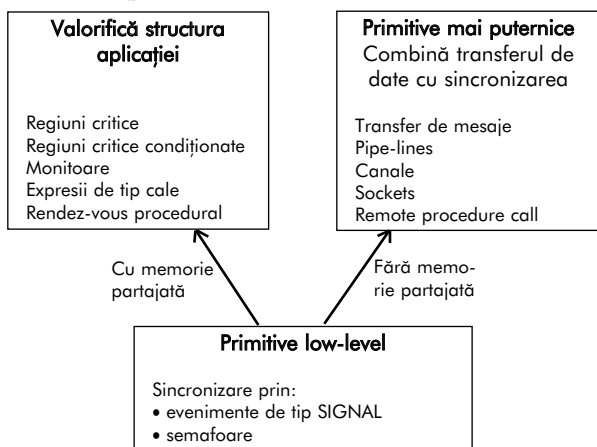 Valorifică structura
aplicației
Regiuni critice
Regiuni critice condiționate
Monitoare
Expresii de tip cale
Rendez-vous procedural
Primitive mai puternice
Combină transferul de
date cu sincronizarea
Transfer de mesaje
Pipe-lines
Canale
Sockets
Remote procedure call
Cu memorie
partajată
Fără memo-
rie partajată
Primitive low-level
Sincronizare prin:
• evenimente de tip SIGNAL
• semafoare